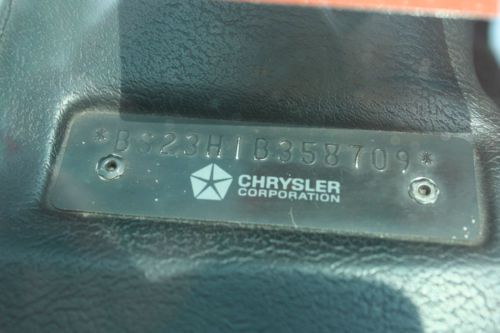 *BS23H1B358709*
CHRYSLER
CORPORATION